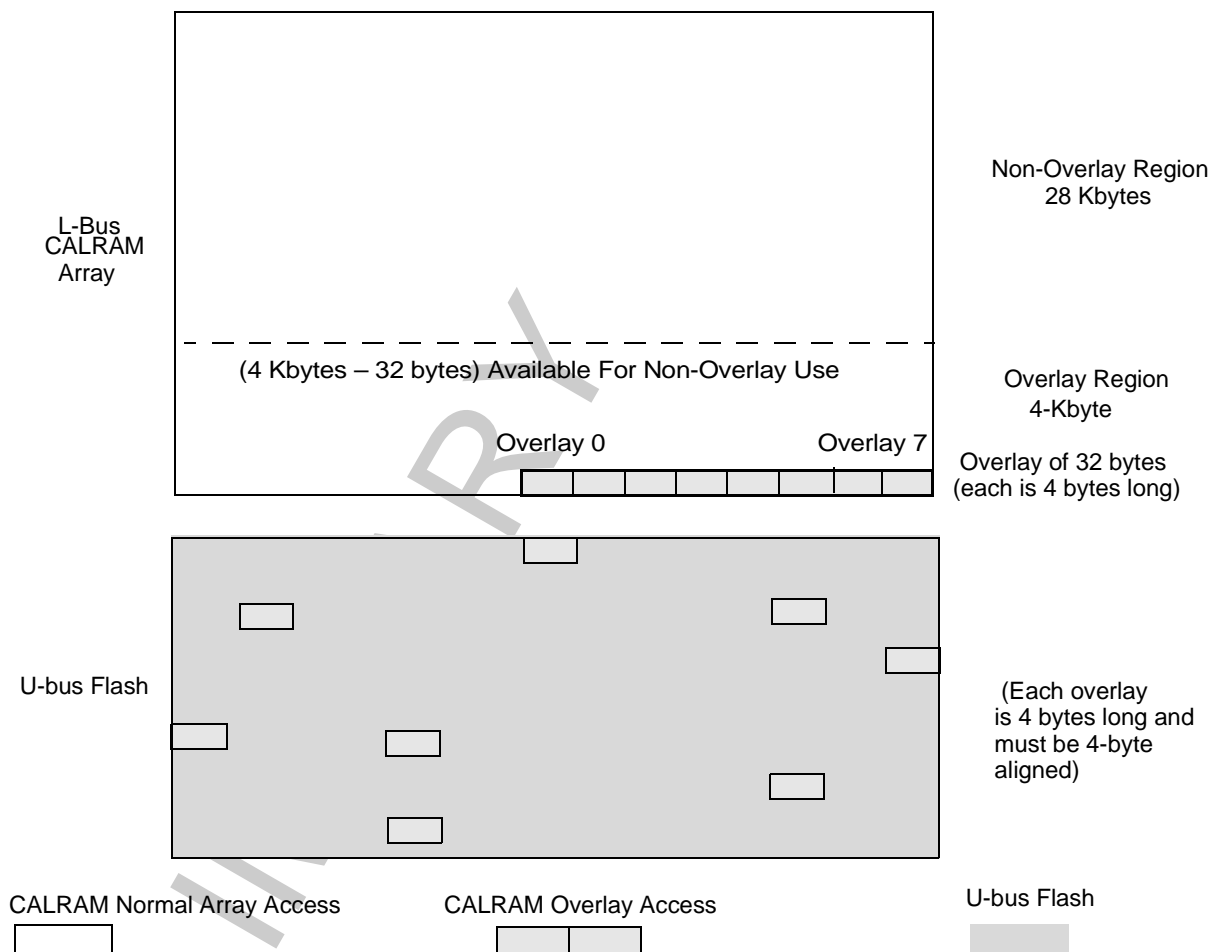 Non-Overlay Region
28 Kbytes
L-Bus
CALRAM
Array
(4 Kbytes – 32 bytes) Available For Non-Overlay Use
Overlay Region
4-Kbyte
Overlay 0
Overlay 7
Overlay of 32 bytes
(each is 4 bytes long)
U-bus Flash
(Each overlay
is 4 bytes long and
must be 4-byte
aligned)
CALRAM Normal Array Access
CALRAM Overlay Access
U-bus Flash